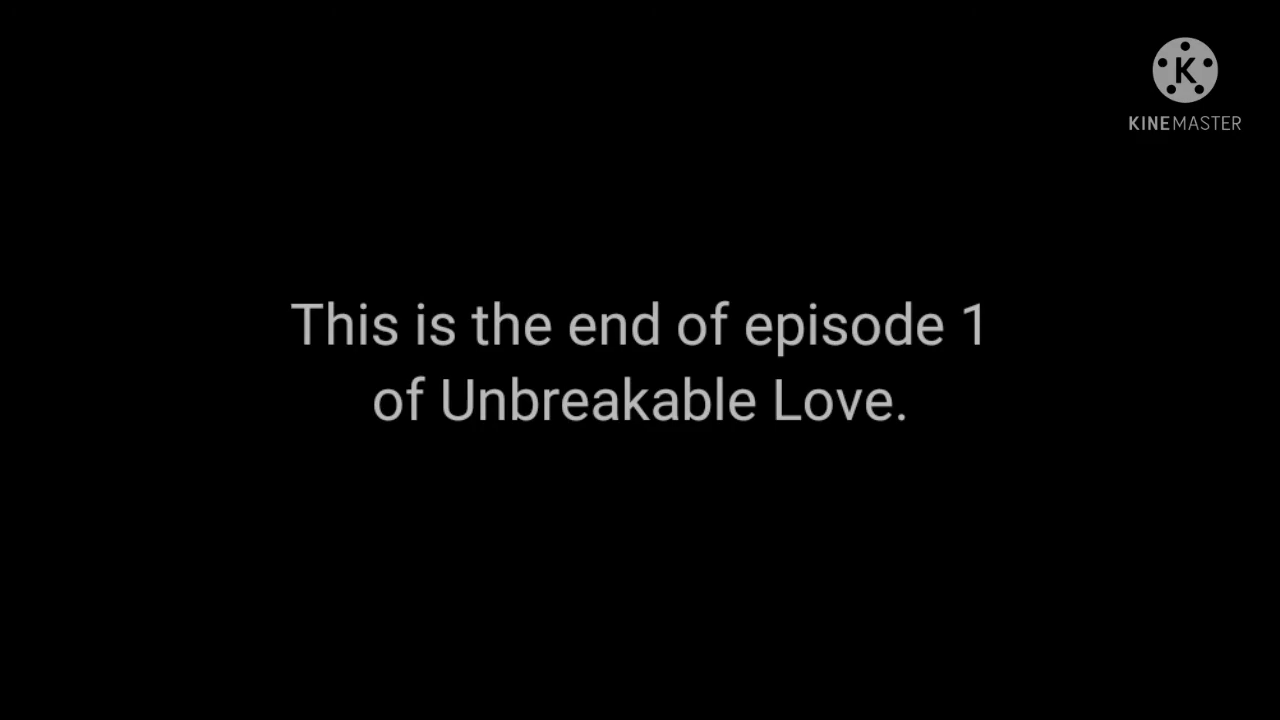 K
KINEMASTER
This is the end of episode 1
of Unbreakable Love.